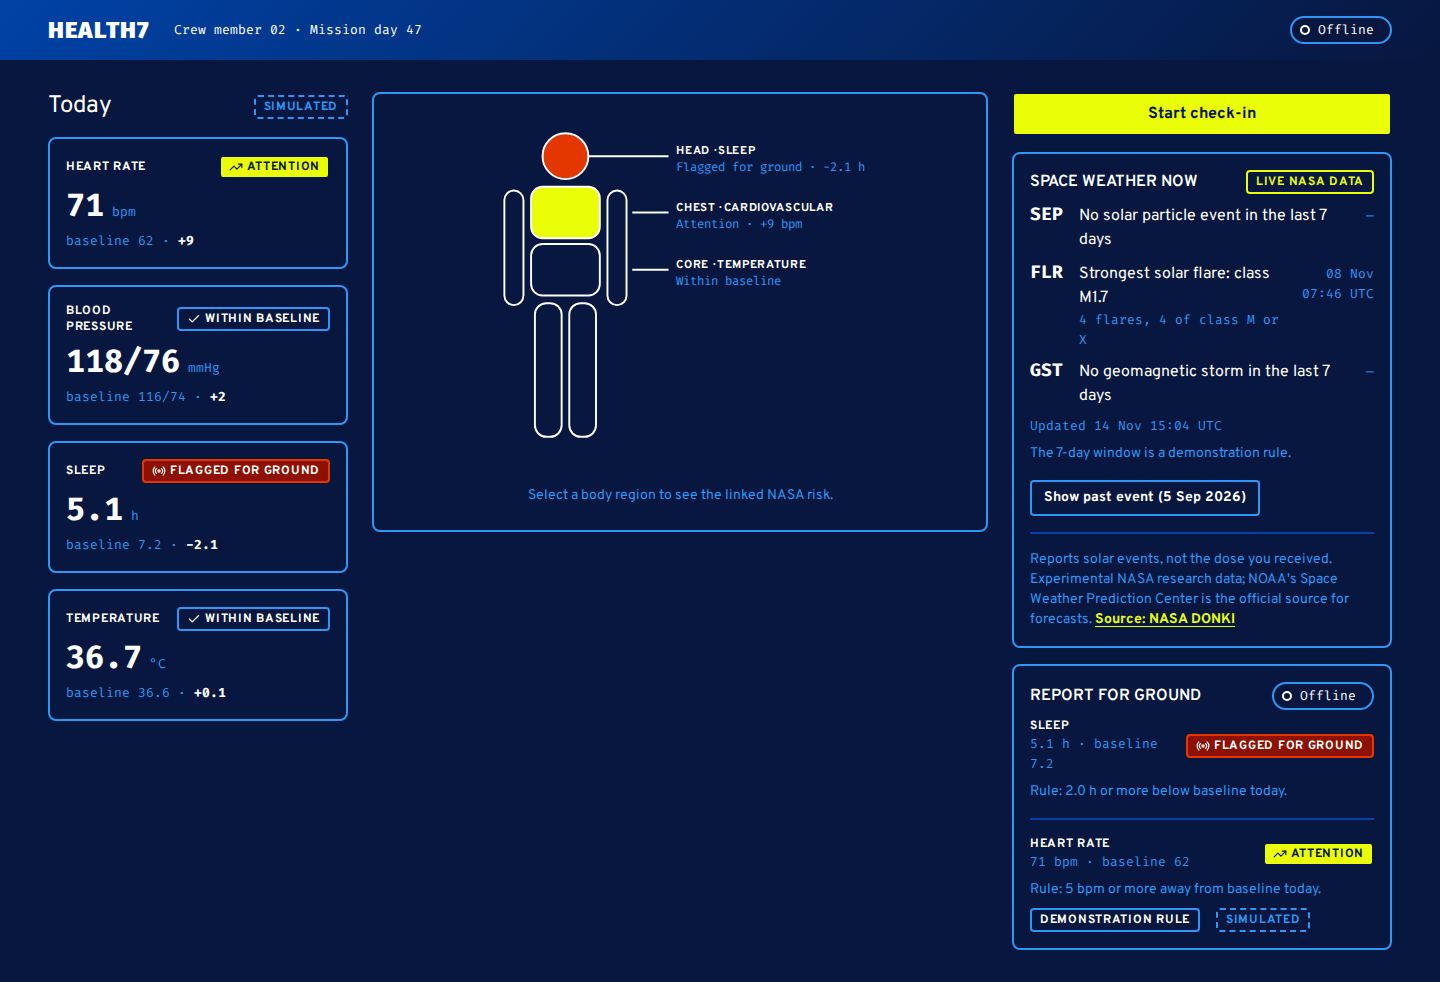 HEALTH7
Crew member 02 · Mission day 47
Offline
Today
SIMULATED
HEART RATE
ATTENTION
71 bpm
baseline 62 · +9
BLOOD
PRESSURE
WITHIN BASELINE
118/76 mmHg
baseline 116/74 · +2
SLEEP
FLAGGED FOR GROUND
5.1 h
baseline 7.2 · −2.1
TEMPERATURE
WITHIN BASELINE
36.7 °C
baseline 36.6 · +0.1
HEAD ·SLEEP
Flagged for ground · −2.1 h
CHEST ·CARDIOVASCULAR
Attention · +9 bpm
CORE ·TEMPERATURE
Within baseline
Select a body region to see the linked NASA risk.
Start check-in
SPACE WEATHER NOW
LIVE NASA DATA
SEP No solar particle event in the last 7 —
days
FLR Strongest solar flare: class 08 Nov
M1.7 07:46 UTC
4 flares, 4 of class M or
X
GST No geomagnetic storm in the last 7 —
days
Updated 14 Nov 15:04 UTC
The 7-day window is a demonstration rule.
Show past event (5 Sep 2026)
Reports solar events, not the dose you received.
Experimental NASA research data; NOAA's Space
Weather Prediction Center is the official source for
forecasts. Source: NASA DONKI
REPORT FOR GROUND
Offline
SLEEP
5.1 h · baseline
7.2
FLAGGED FOR GROUND
Rule: 2.0 h or more below baseline today.
HEART RATE
71 bpm · baseline 62
ATTENTION
Rule: 5 bpm or more away from baseline today.
DEMONSTRATION RULE
SIMULATED